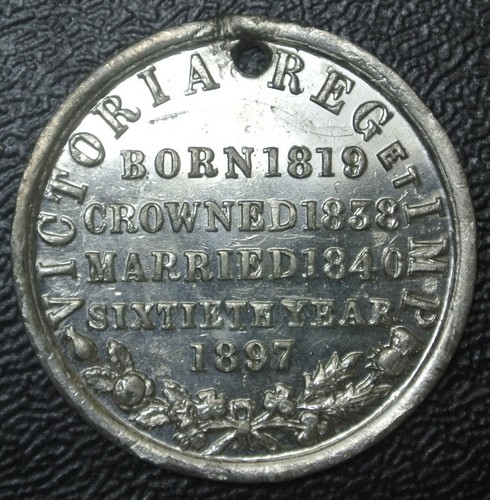 VICTORIA REG ET IMP
BORN 1819
CROWNED 1838
MARRIED 1840
SIXTIETH YEAR
1897